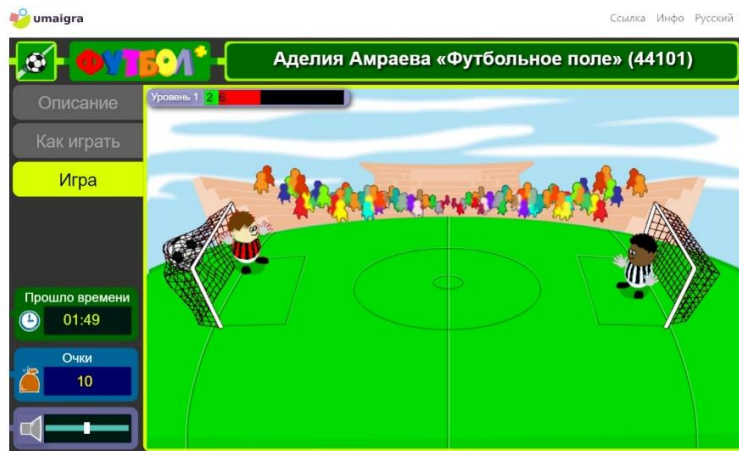 umaigra
Ссылка Инфо Русский
ФУТБОЛ
Аделия Амраева «Футбольное поле» (44101)
Описание
Как играть
Игра
Уровень 1 2 6
Прошло времени
01:49
Очки
10